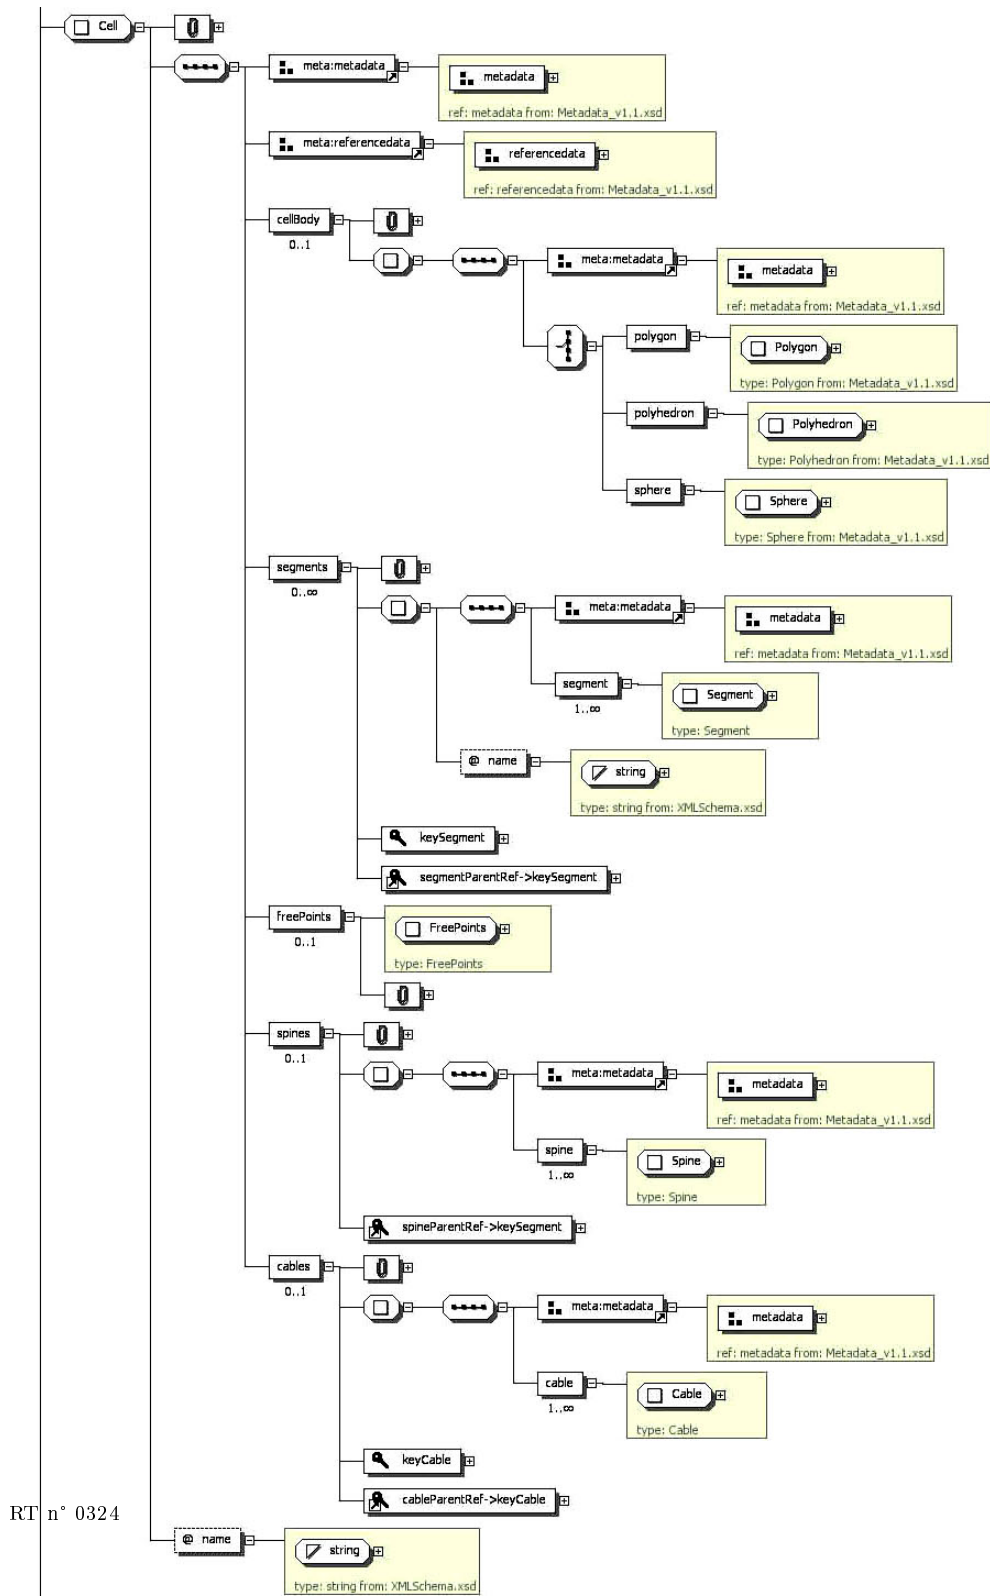 Cell
meta:metadata
metadata
ref: metadata from: Metadata_v1.1.xsd
meta:referencedata
referencedata
ref: referencedata from: Metadata_v1.1.xsd
cellBody
0..1
meta:metadata
metadata
ref: metadata from: Metadata_v1.1.xsd
polygon
Polygon
type: Polygon from: Metadata_v1.1.xsd
polyhedron
Polyhedron
type: Polyhedron from: Metadata_v1.1.xsd
sphere
Sphere
type: Sphere from: Metadata_v1.1.xsd
segments
0..∞
meta:metadata
metadata
ref: metadata from: Metadata_v1.1.xsd
segment
1..∞
Segment
type: Segment
@ name
string
type: string from: XMLSchema.xsd
keySegment
segmentParentRef->keySegment
freePoints
0..1
FreePoints
type: FreePoints
spines
0..1
meta:metadata
metadata
ref: metadata from: Metadata_v1.1.xsd
spine
1..∞
Spine
type: Spine
spineParentRef->keySegment
cables
0..1
meta:metadata
metadata
ref: metadata from: Metadata_v1.1.xsd
cable
1..∞
Cable
type: Cable
keyCable
cableParentRef->keyCable
RT n° 0324
@ name
string
type: string from: XMLSchema.xsd